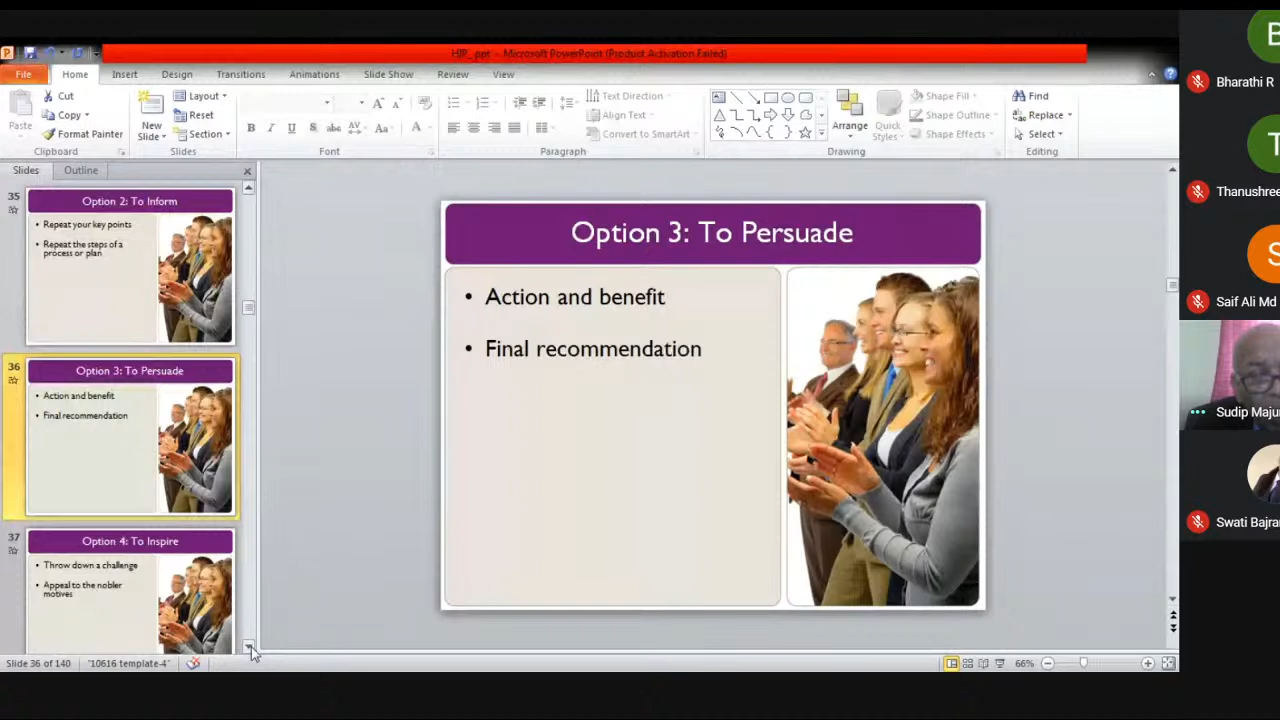 HIP_.ppt - Microsoft PowerPoint (Product Activation Failed)
File Home Insert Design Transitions Animations Slide Show Review View
Paste
Cut
Copy
Format Painter
Clipboard
New
Slide
Layout
Reset
Section
Slides
B I U S abc AV Aa A
Font
Text Direction
Align Text
Convert to SmartArt
Paragraph
Arrange
Quick
Styles
Shape Fill
Shape Outline
Shape Effects
Drawing
Find
Replace
Select
Editing
Slides Outline
35
Option 2: To Inform
• Repeat your key points
• Repeat the steps of a
process or plan
36
Option 3: To Persuade
• Action and benefit
• Final recommendation
37
Option 4: To Inspire
• Throw down a challenge
• Appeal to the nobler
motives
Option 3: To Persuade
• Action and benefit
• Final recommendation
Slide 36 of 140 "10616 template-4" 66%
B
Bharathi R
T
Thanushree
S
Saif Ali Md
Sudip Maju
Swati Bajra